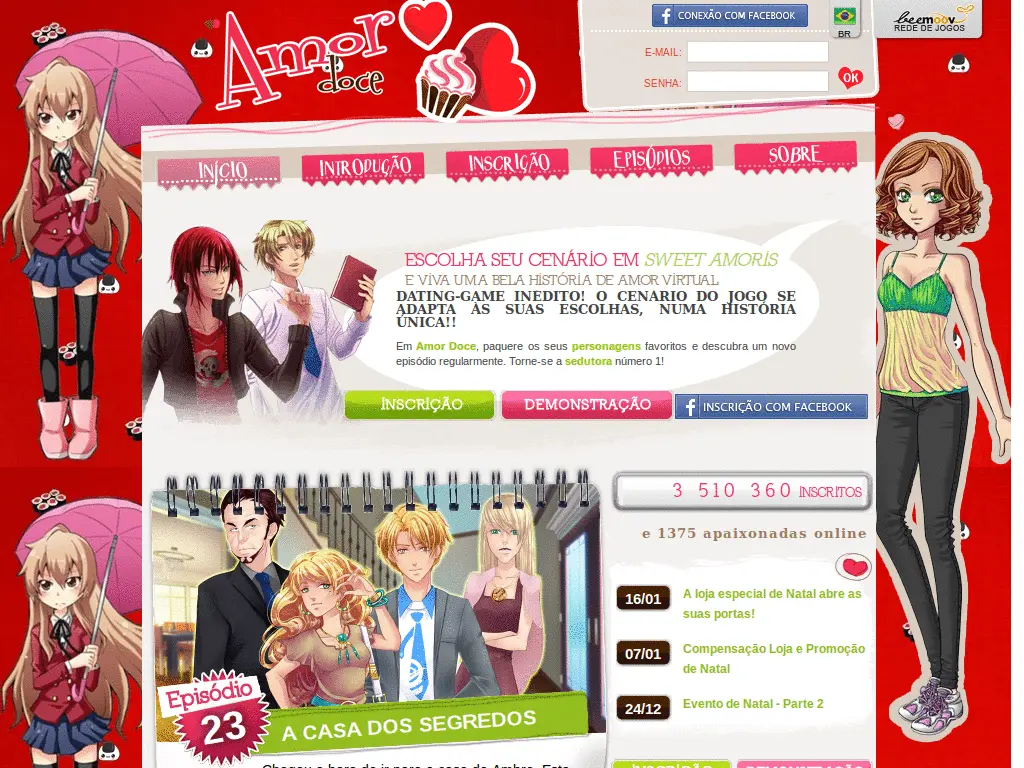 CONEXÃO COM FACEBOOK
BR
beemoov
REDE DE JOGOS
Amor
doce
E-MAIL:
SENHA:
OK
INÍCIO
INTRODUÇÃO
INSCRIÇÃO
EPISÓDIOS
SOBRE
ESCOLHA SEU CENÁRIO EM SWEET AMORIS
E VIVA UMA BELA HISTÓRIA DE AMOR VIRTUAL
DATING-GAME INEDITO! O CENARIO DO JOGO SE
ADAPTA ÀS SUAS ESCOLHAS, NUMA HISTÓRIA
ÚNICA!!
Em Amor Doce, paquere os seus personagens favoritos e descubra um novo
episódio regularmente. Torne-se a sedutora número 1!
INSCRIÇÃO
DEMONSTRAÇÃO
INSCRIÇÃO COM FACEBOOK
3 510 360 INSCRITOS
e 1375 apaixonadas online
16/01
A loja especial de Natal abre as
suas portas!
07/01
Compensação Loja e Promoção
de Natal
24/12
Evento de Natal - Parte 2
Episódio
23
A CASA DOS SEGREDOS
Chegou a hora de ir para a casa da Ambre. Esta
INSCRIÇÃO
DEMONSTRAÇÃO